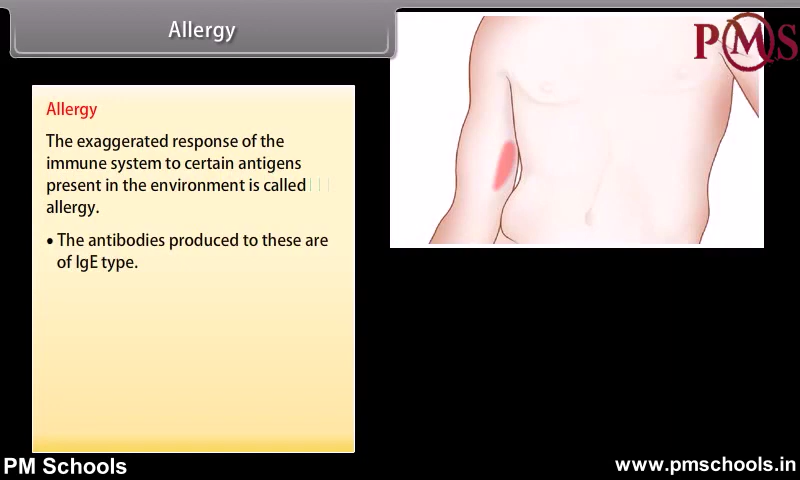 Allergy
PMS
Allergy
The exaggerated response of the
immune system to certain antigens
present in the environment is called
allergy.
• The antibodies produced to these are
of IgE type.
PM Schools
www.pmschools.in